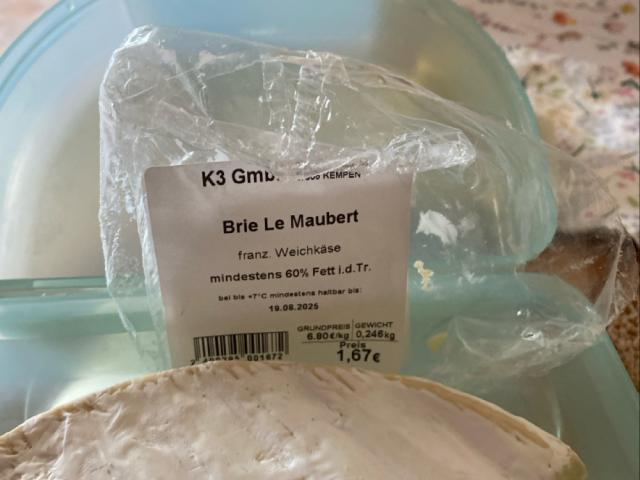 K3 Gmb KEMPEN
Brie Le Maubert
franz. Weichkäse
mindestens 60% Fett i.d.Tr.
bei bis +7°C mindestens haltbar bis:
19.08.2025
GRUNDPREIS GEWICHT
6.80€/kg 0,246kg
Preis
1,67€